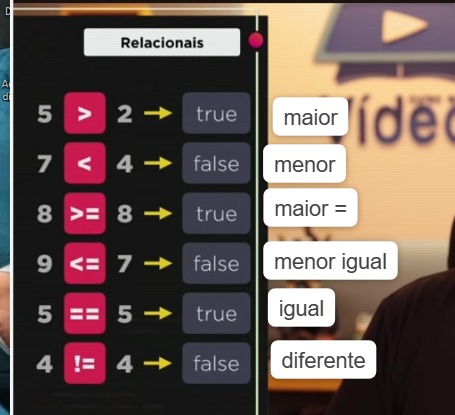 Relacionais
5 > 2 → true maior
7 < 4 → false menor
8 >= 8 → true maior =
9 <= 7 → false menor igual
5 == 5 → true igual
4 != 4 → false diferente